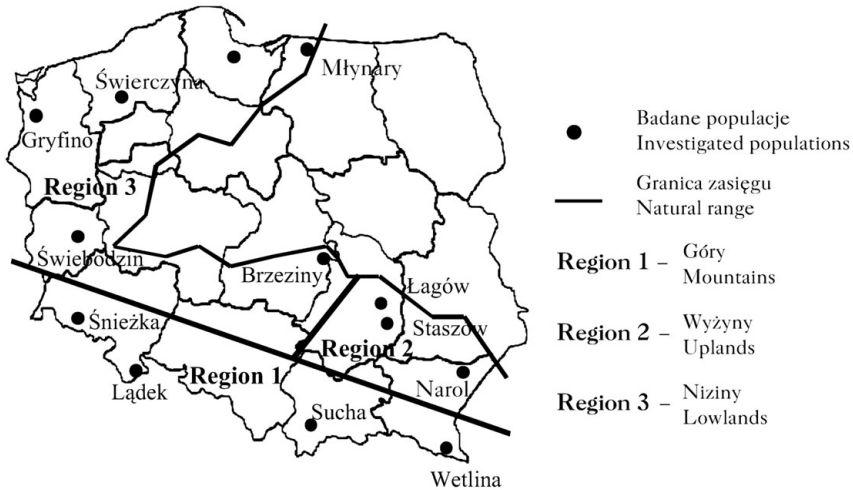 Świerczyna
Młynary
Gryfino
Region 3
Świebodzin
Brzeziny
Łagów
Śnieżka
Staszów
Region 2
Region 1
Lądek
Narol
Sucha
Wetlina
Badane populacje
Investigated populations
Granica zasięgu
Natural range
Region 1 – Góry
Mountains
Region 2 – Wyżyny
Uplands
Region 3 – Niziny
Lowlands